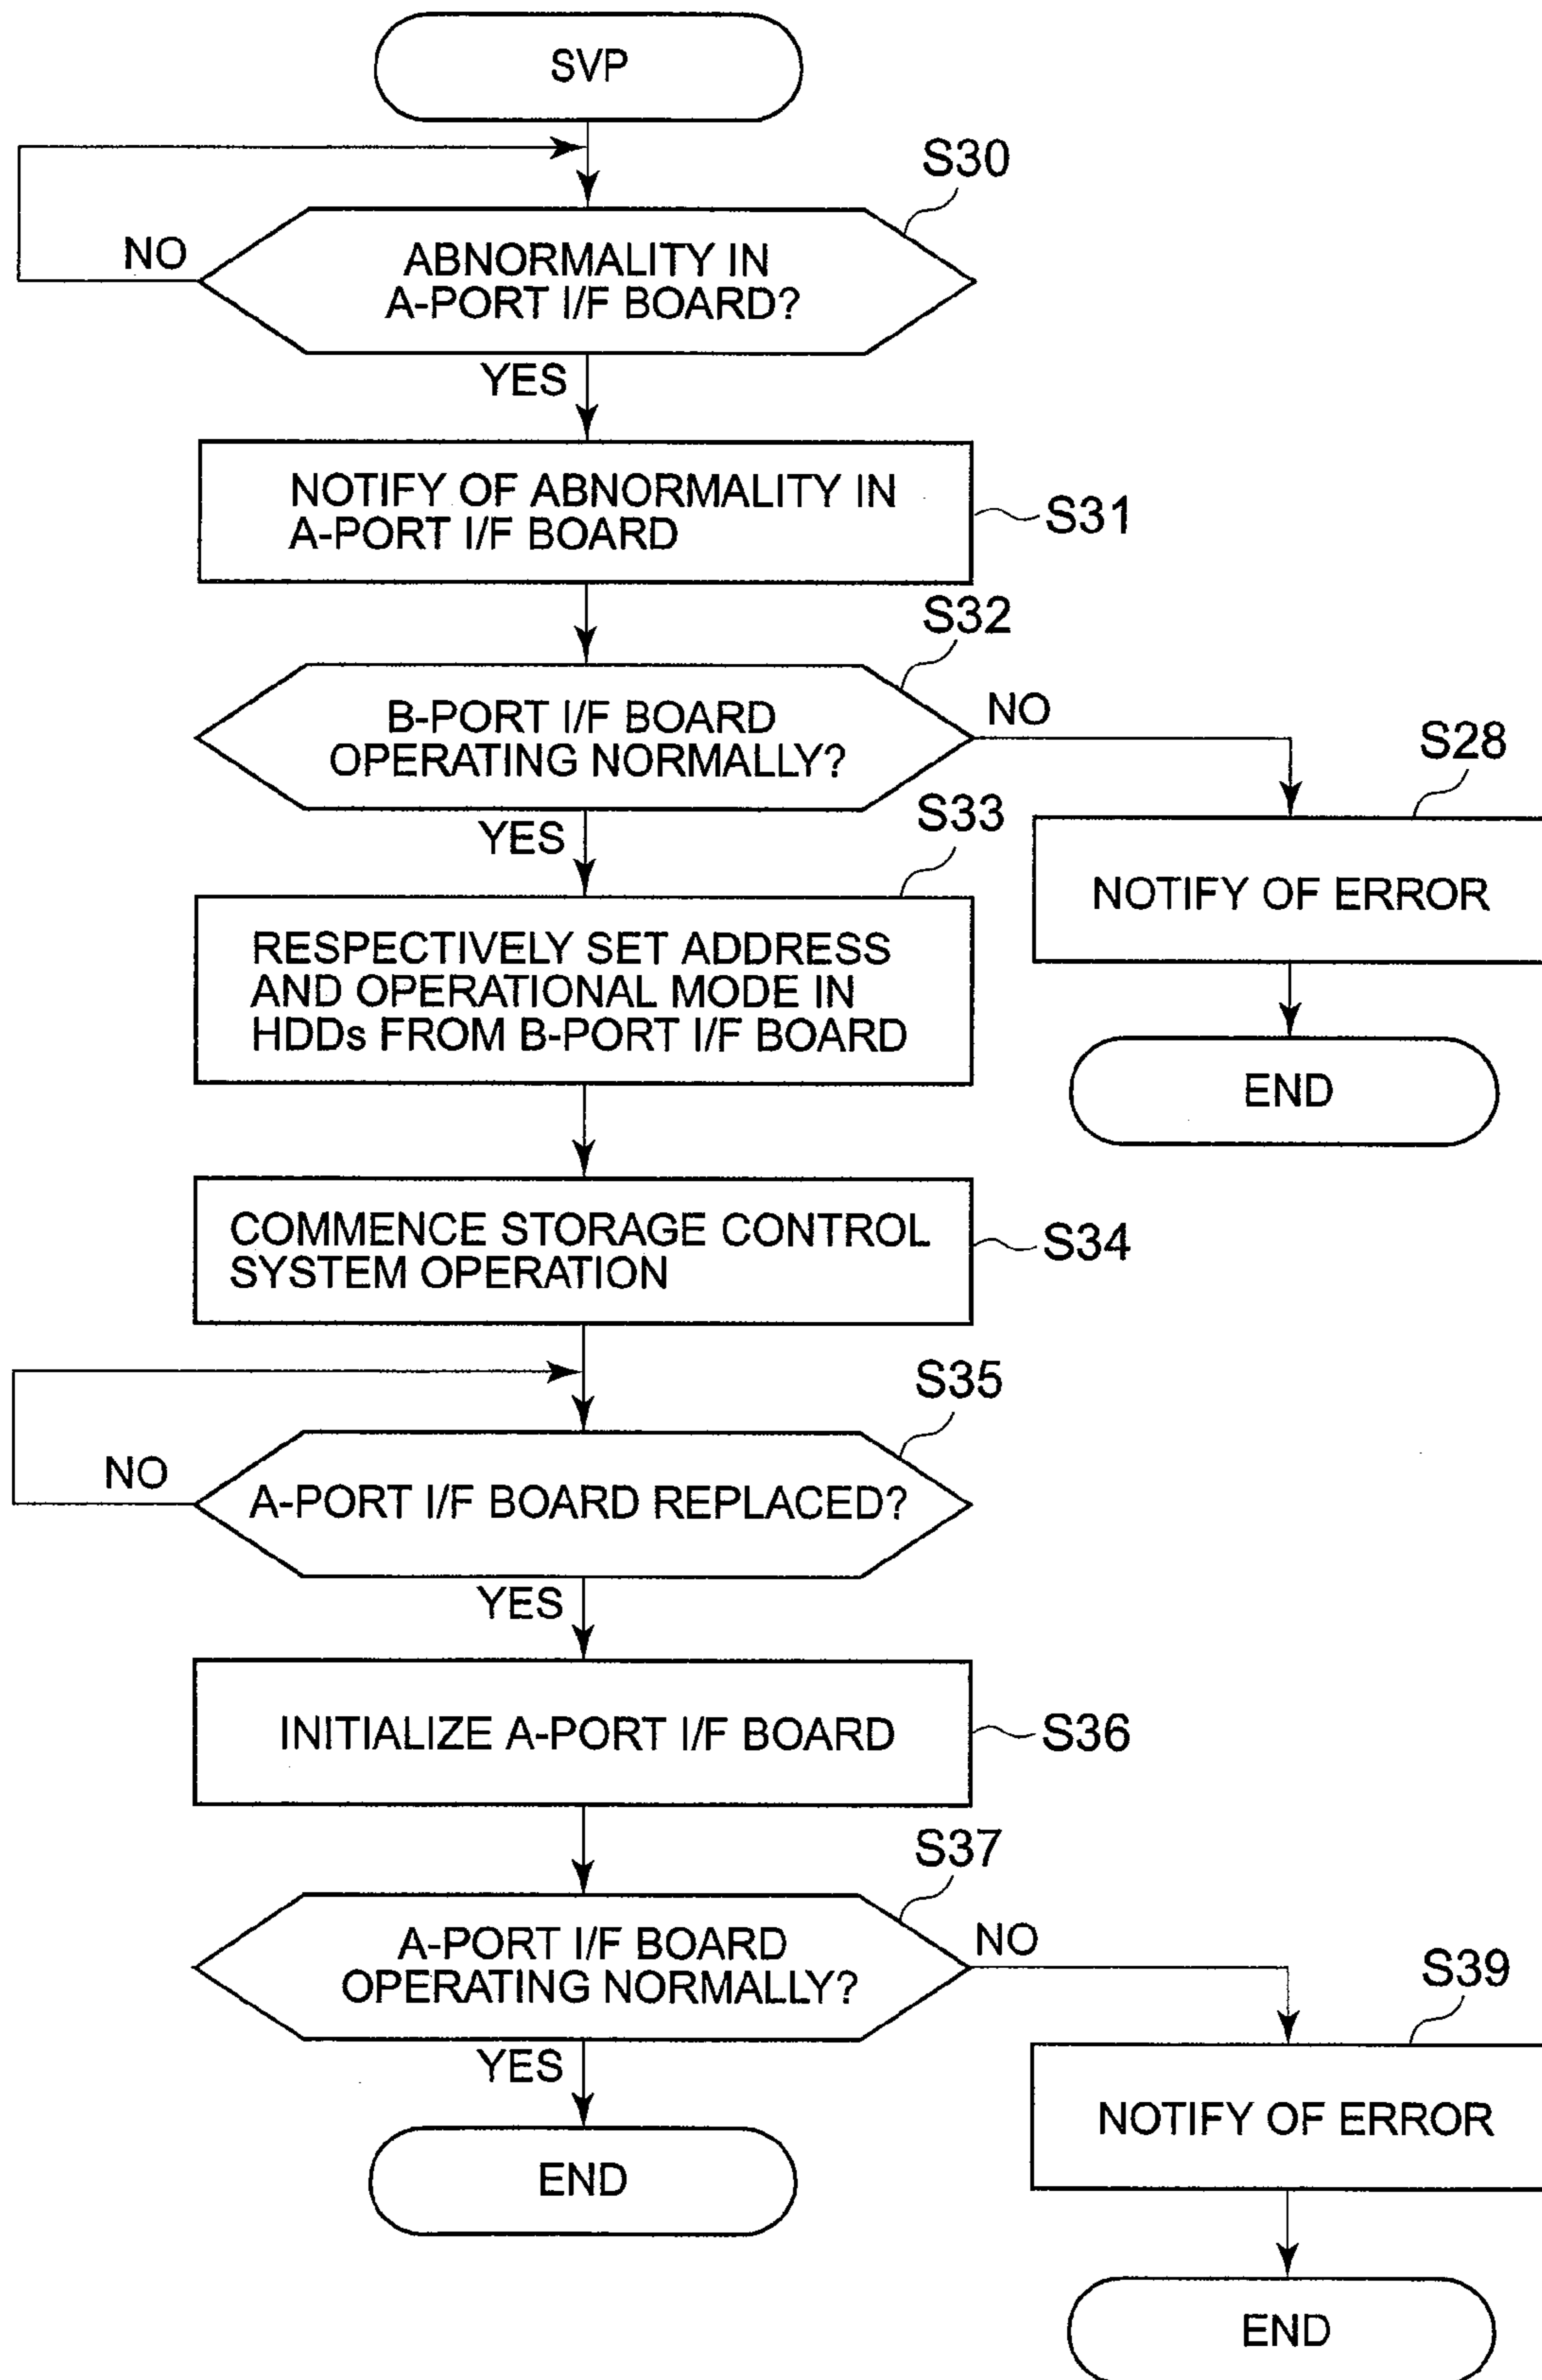 SVP
S30
NO
ABNORMALITY IN
A-PORT I/F BOARD?
YES
NOTIFY OF ABNORMALITY IN
A-PORT I/F BOARD
S31
S32
B-PORT I/F BOARD
OPERATING NORMALLY?
NO
S28
YES
S33
NOTIFY OF ERROR
RESPECTIVELY SET ADDRESS
AND OPERATIONAL MODE IN
HDDs FROM B-PORT I/F BOARD
END
COMMENCE STORAGE CONTROL
SYSTEM OPERATION
S34
S35
NO
A-PORT I/F BOARD REPLACED?
YES
INITIALIZE A-PORT I/F BOARD
S36
S37
A-PORT I/F BOARD
OPERATING NORMALLY?
NO
S39
YES
NOTIFY OF ERROR
END
END